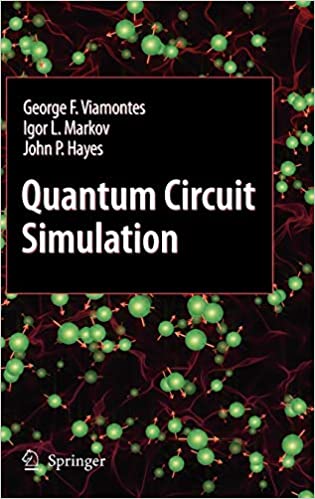 George F. Viamontes
Igor L. Markov
John P. Hayes
Quantum Circuit
Simulation
Springer